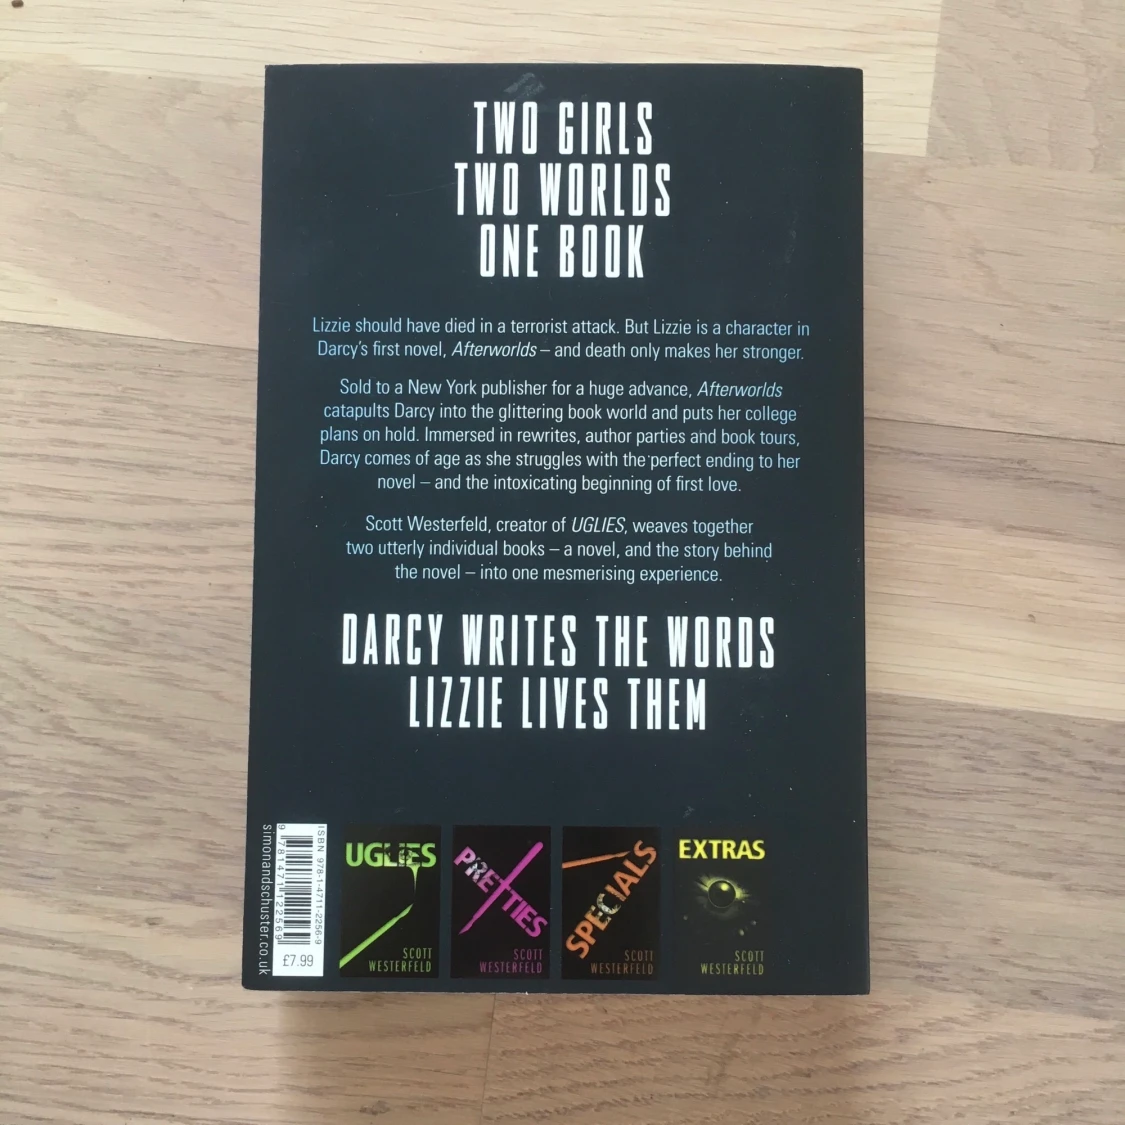 TWO GIRLS
TWO WORLDS
ONE BOOK
Lizzie should have died in a terrorist attack. But Lizzie is a character in
Darcy's first novel, Afterworlds – and death only makes her stronger.
Sold to a New York publisher for a huge advance, Afterworlds
catapults Darcy into the glittering book world and puts her college
plans on hold. Immersed in rewrites, author parties and book tours,
Darcy comes of age as she struggles with the perfect ending to her
novel – and the intoxicating beginning of first love.
Scott Westerfeld, creator of UGLIES, weaves together
two utterly individual books – a novel, and the story behind
the novel – into one mesmerising experience.
DARCY WRITES THE WORDS
LIZZIE LIVES THEM
simonandschuster.co.uk
9 781471 122569
ISBN 978-1-4711-2256-9
£7.99
UGLIES
SCOTT
WESTERFELD
PRETTIES
SCOTT
WESTERFELD
SPECIALS
SCOTT
WESTERFELD
EXTRAS
SCOTT
WESTERFELD